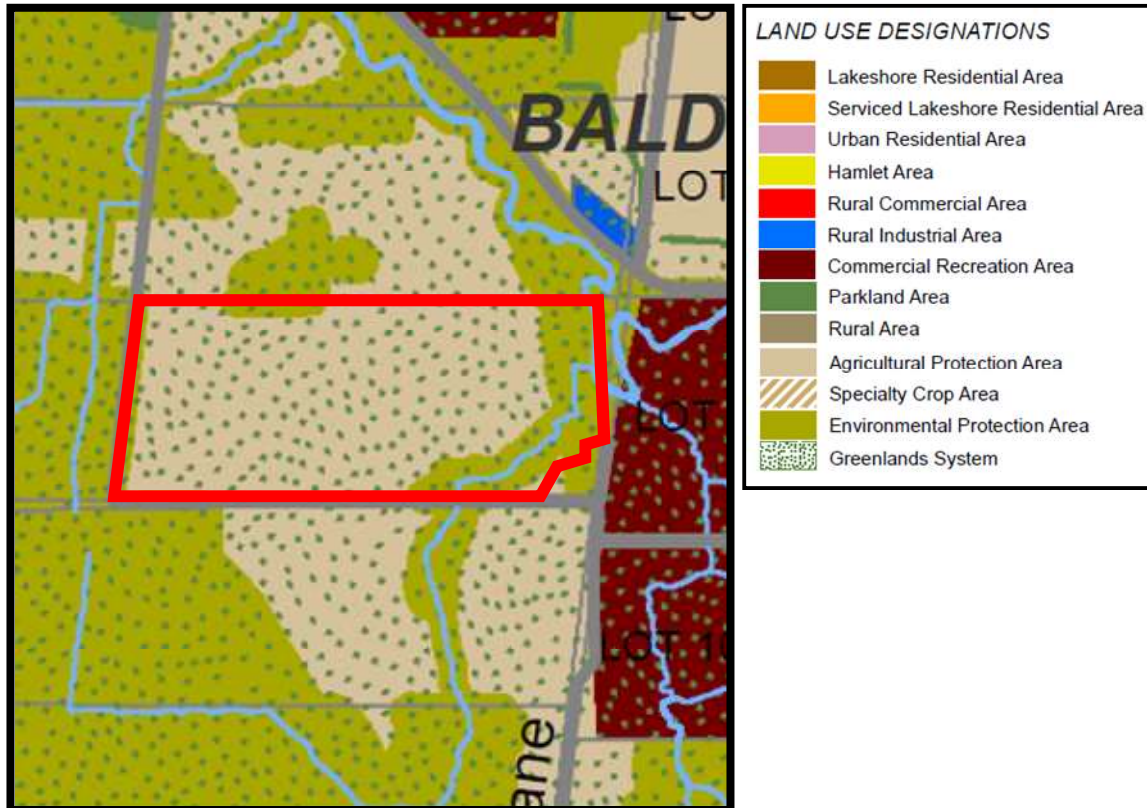 LO
BALD
LOT
LOT
LOT 10
ane
LAND USE DESIGNATIONS
Lakeshore Residential Area
Serviced Lakeshore Residential Area
Urban Residential Area
Hamlet Area
Rural Commercial Area
Rural Industrial Area
Commercial Recreation Area
Parkland Area
Rural Area
Agricultural Protection Area
Specialty Crop Area
Environmental Protection Area
Greenlands System